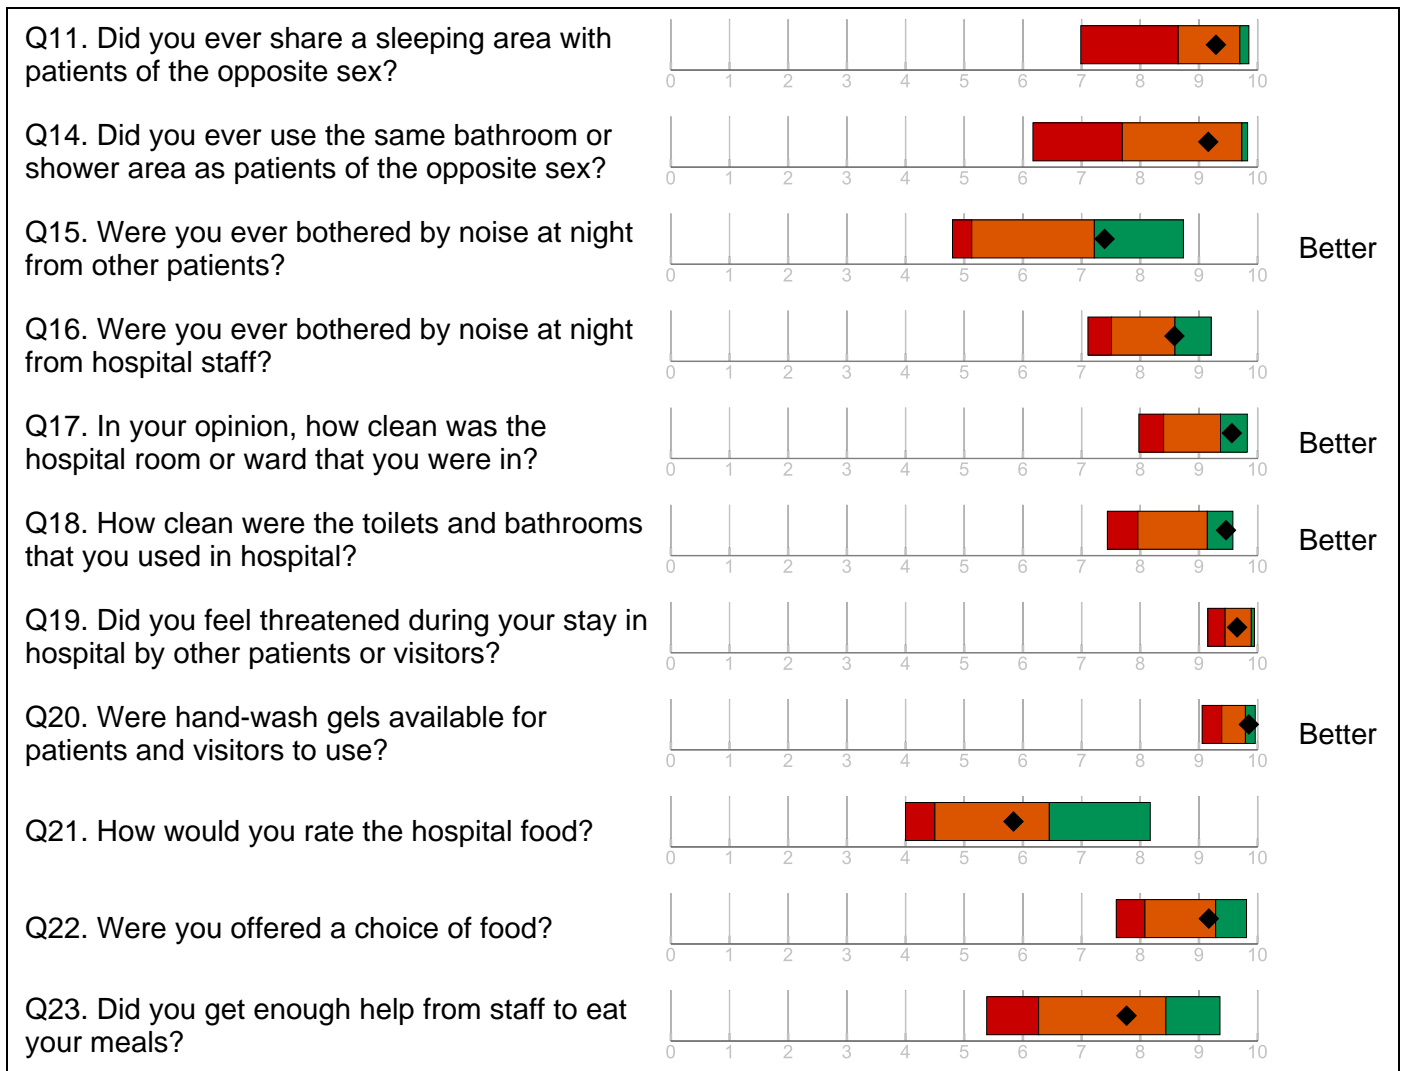 Q11. Did you ever share a sleeping area with
patients of the opposite sex?
0 1 2 3 4 5 6 7 8 9 10
Q14. Did you ever use the same bathroom or
shower area as patients of the opposite sex?
0 1 2 3 4 5 6 7 8 9 10
Q15. Were you ever bothered by noise at night
from other patients?
0 1 2 3 4 5 6 7 8 9 10
Better
Q16. Were you ever bothered by noise at night
from hospital staff?
0 1 2 3 4 5 6 7 8 9 10
Q17. In your opinion, how clean was the
hospital room or ward that you were in?
0 1 2 3 4 5 6 7 8 9 10
Better
Q18. How clean were the toilets and bathrooms
that you used in hospital?
0 1 2 3 4 5 6 7 8 9 10
Better
Q19. Did you feel threatened during your stay in
hospital by other patients or visitors?
0 1 2 3 4 5 6 7 8 9 10
Q20. Were hand-wash gels available for
patients and visitors to use?
0 1 2 3 4 5 6 7 8 9 10
Better
Q21. How would you rate the hospital food?
0 1 2 3 4 5 6 7 8 9 10
Q22. Were you offered a choice of food?
0 1 2 3 4 5 6 7 8 9 10
Q23. Did you get enough help from staff to eat
your meals?
0 1 2 3 4 5 6 7 8 9 10